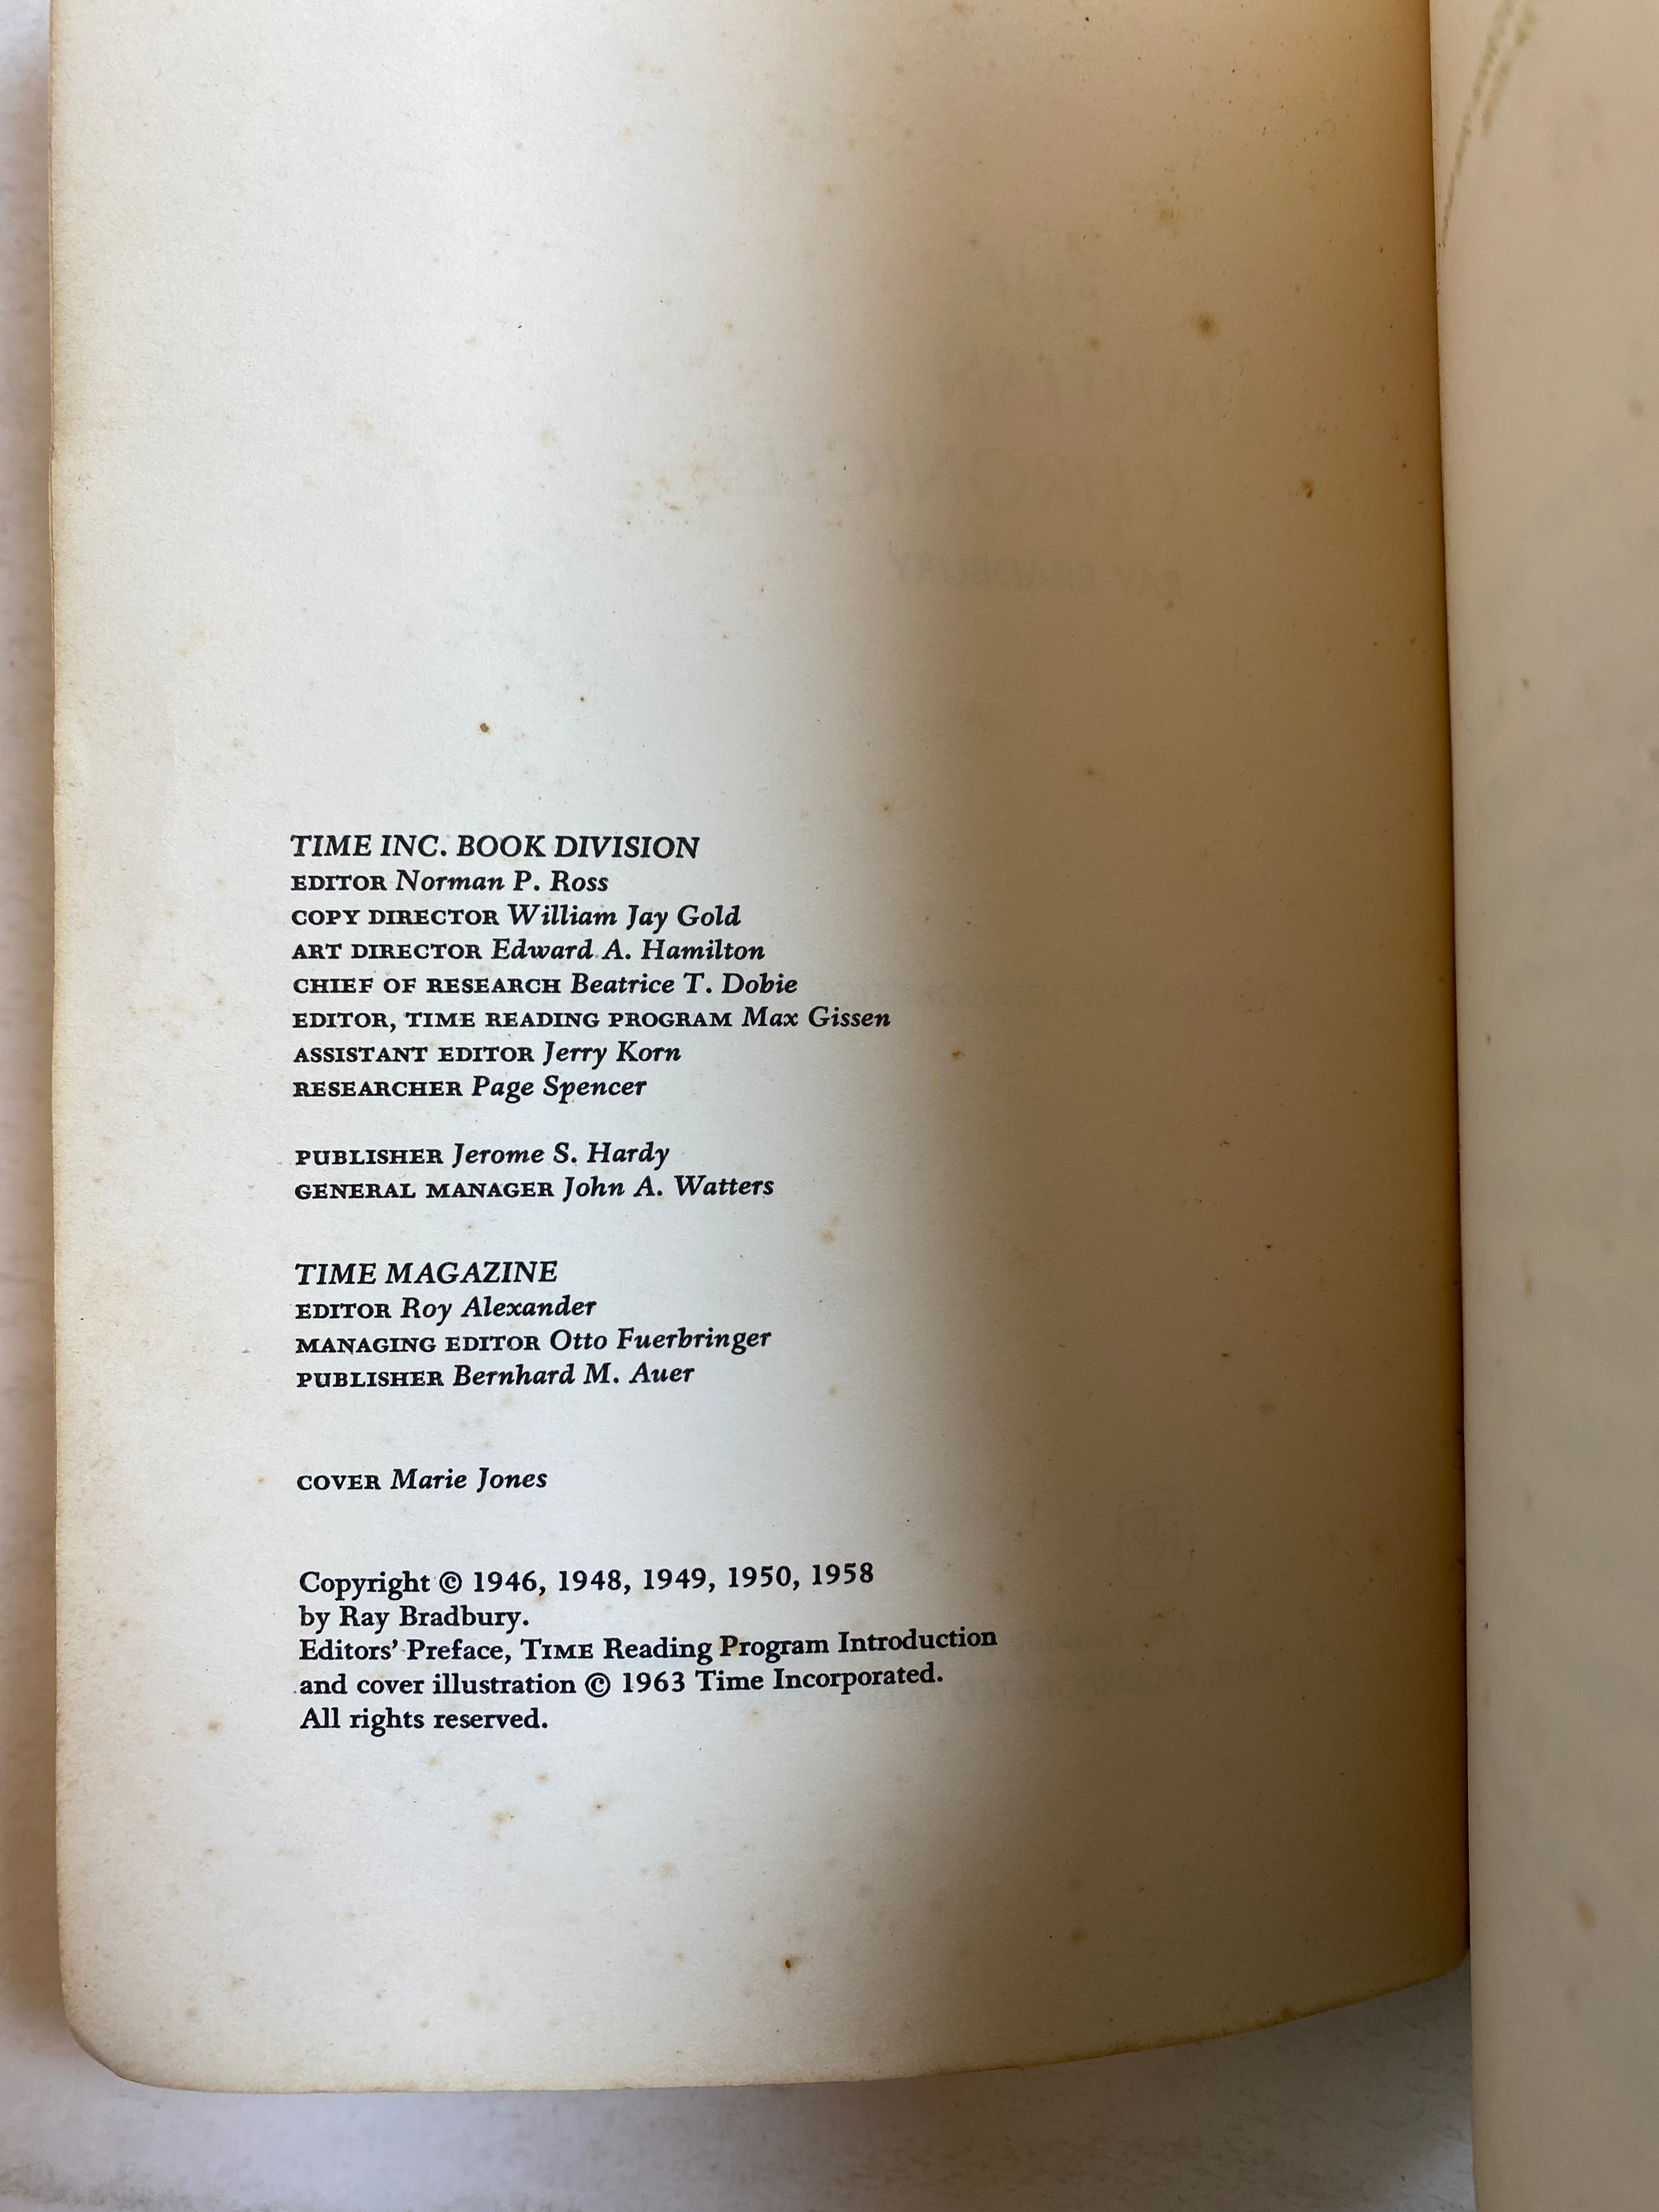 TIME INC. BOOK DIVISION
EDITOR Norman P. Ross
COPY DIRECTOR William Jay Gold
ART DIRECTOR Edward A. Hamilton
CHIEF OF RESEARCH Beatrice T. Dobie
EDITOR, TIME READING PROGRAM Max Gissen
ASSISTANT EDITOR Jerry Korn
RESEARCHER Page Spencer
PUBLISHER Jerome S. Hardy
GENERAL MANAGER John A. Watters
TIME MAGAZINE
EDITOR Roy Alexander
MANAGING EDITOR Otto Fuerbringer
PUBLISHER Bernhard M. Auer
COVER Marie Jones
Copyright © 1946, 1948, 1949, 1950, 1958
by Ray Bradbury.
Editors' Preface, TIME Reading Program Introduction
and cover illustration © 1963 Time Incorporated.
All rights reserved.